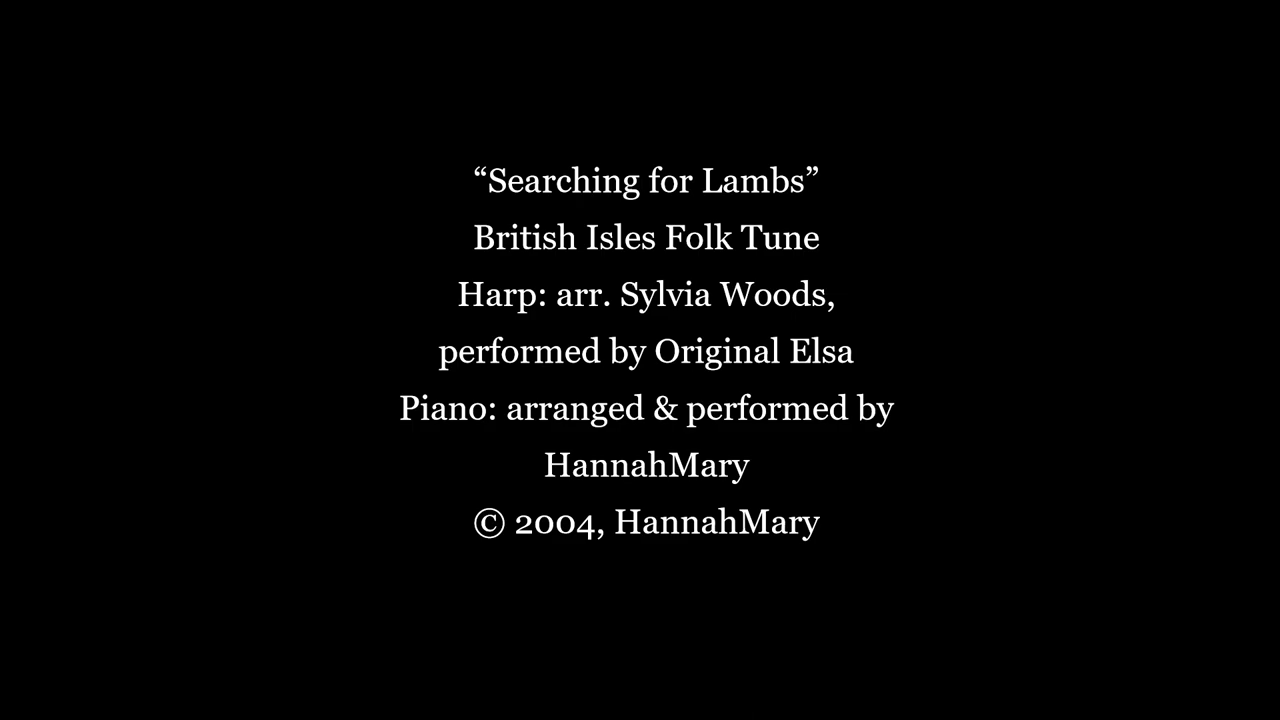 “Searching for Lambs”
British Isles Folk Tune
Harp: arr. Sylvia Woods,
performed by Original Elsa
Piano: arranged & performed by
HannahMary
© 2004, HannahMary